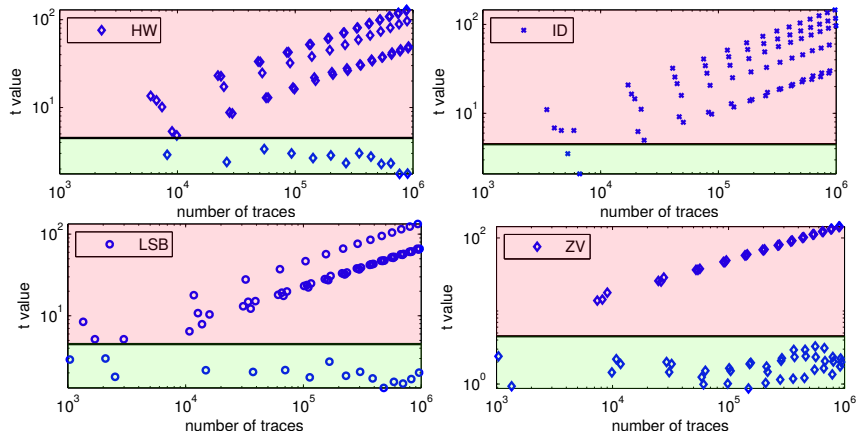 HW
10²
10¹
t value
10³ 10⁴ 10⁵ 10⁶
number of traces
ID
10²
10¹
t value
10³ 10⁴ 10⁵ 10⁶
number of traces
LSB
10²
10¹
t value
10³ 10⁴ 10⁵ 10⁶
number of traces
ZV
10²
10⁰
t value
10³ 10⁴ 10⁵ 10⁶
number of traces